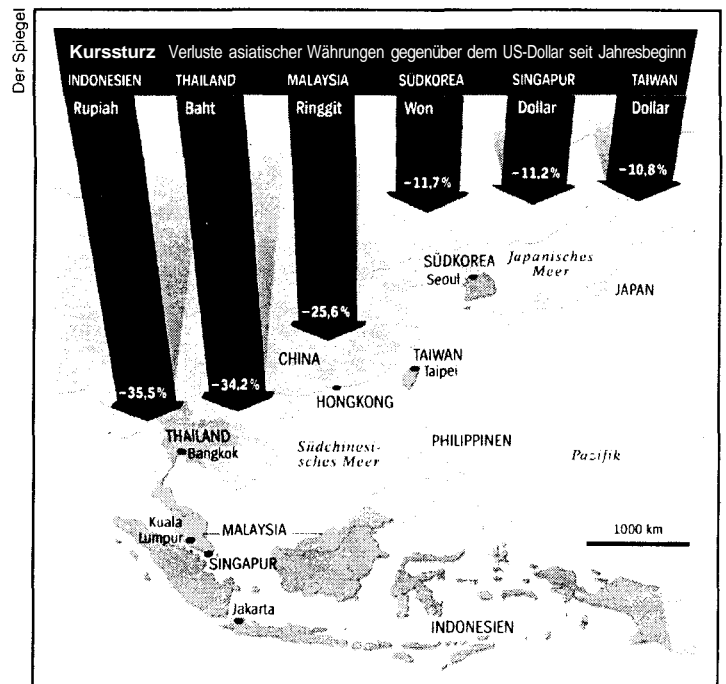 Der Spiegel
Kurssturz Verluste asiatischer Währungen gegenüber dem US-Dollar seit Jahresbeginn
INDONESIEN THAILAND MALAYSIA SÜDKOREA SINGAPUR TAIWAN
Rupiah Baht Ringgit Won Dollar Dollar
-11,7% -11,2% -10,8%
SÜDKOREA
Seoul
Japanisches
Meer
JAPAN
-25,6%
CHINA
TAIWAN
Taipei
-35,5% -34,2%
HONGKONG
THAILAND
Bangkok
Südchinesi-
sches Meer
PHILIPPINEN
Pazifik
Kuala
Lumpur
MALAYSIA
SINGAPUR
1000 km
Jakarta
INDONESIEN